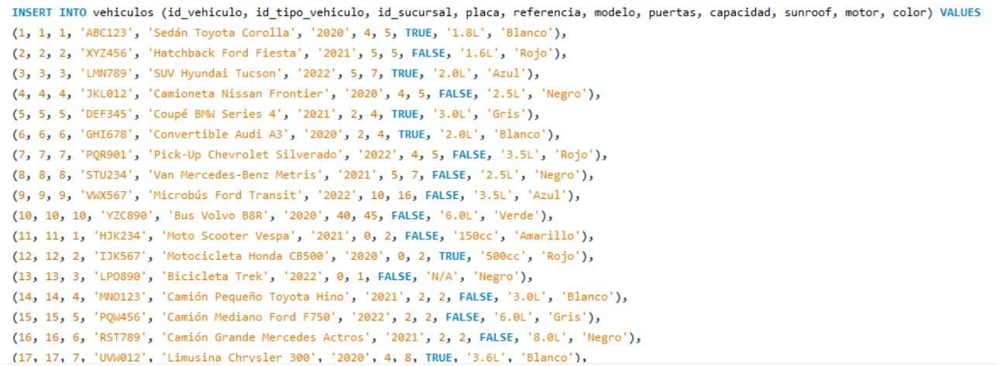 INSERT INTO vehiculos (id_vehiculo, id_tipo_vehiculo, id_sucursal, placa, referencia, modelo, puertas, capacidad, sunroof, motor, color) VALUES
(1, 1, 1, 'ABC123', 'Sedán Toyota Corolla', '2020', 4, 5, TRUE, '1.8L', 'Blanco'),
(2, 2, 2, 'XYZ456', 'Hatchback Ford Fiesta', '2021', 5, 5, FALSE, '1.6L', 'Rojo'),
(3, 3, 3, 'LMN789', 'SUV Hyundai Tucson', '2022', 5, 7, TRUE, '2.0L', 'Azul'),
(4, 4, 4, 'JKL012', 'Camioneta Nissan Frontier', '2020', 4, 5, FALSE, '2.5L', 'Negro'),
(5, 5, 5, 'DEF345', 'Coupé BMW Series 4', '2021', 2, 4, TRUE, '3.0L', 'Gris'),
(6, 6, 6, 'GHI678', 'Convertible Audi A3', '2020', 2, 4, TRUE, '2.0L', 'Blanco'),
(7, 7, 7, 'PQR901', 'Pick-Up Chevrolet Silverado', '2022', 4, 5, FALSE, '3.5L', 'Rojo'),
(8, 8, 8, 'STU234', 'Van Mercedes-Benz Metris', '2021', 5, 7, FALSE, '2.5L', 'Negro'),
(9, 9, 9, 'VWX567', 'Microbús Ford Transit', '2022', 10, 16, FALSE, '3.5L', 'Azul'),
(10, 10, 10, 'YZC890', 'Bus Volvo B8R', '2020', 40, 45, FALSE, '6.0L', 'Verde'),
(11, 11, 1, 'HJK234', 'Moto Scooter Vespa', '2021', 0, 2, FALSE, '150cc', 'Amarillo'),
(12, 12, 2, 'IJK567', 'Motocicleta Honda CB500', '2020', 0, 2, TRUE, '500cc', 'Rojo'),
(13, 13, 3, 'LPO890', 'Bicicleta Trek', '2022', 0, 1, FALSE, 'N/A', 'Negro'),
(14, 14, 4, 'MNO123', 'Camión Pequeño Toyota Hino', '2021', 2, 2, FALSE, '3.0L', 'Blanco'),
(15, 15, 5, 'PQW456', 'Camión Mediano Ford F750', '2022', 2, 2, FALSE, '6.0L', 'Gris'),
(16, 16, 6, 'RST789', 'Camión Grande Mercedes Actros', '2021', 2, 2, FALSE, '8.0L', 'Negro'),
(17, 17, 7, 'UVW012', 'Limusina Chrysler 300', '2020', 4, 8, TRUE, '3.6L', 'Blanco'),